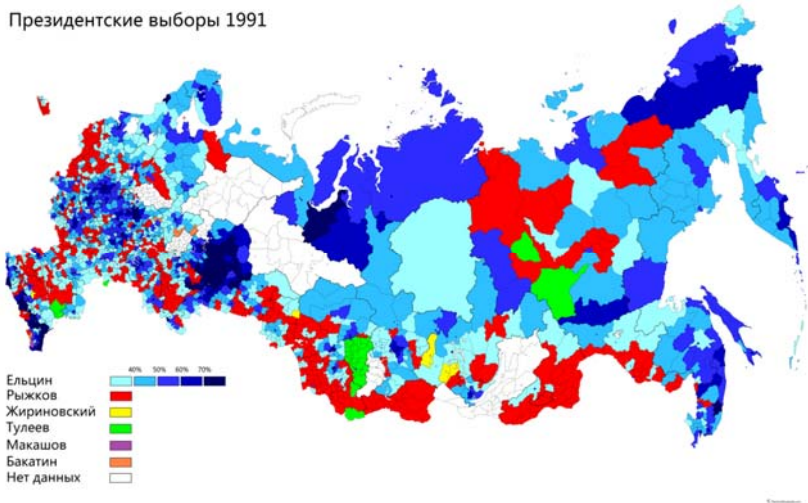 Президентские выборы 1991
40% 50% 60% 70%
Ельцин
Рыжков
Жириновский
Тулеев
Макашов
Бакатин
Нет данных